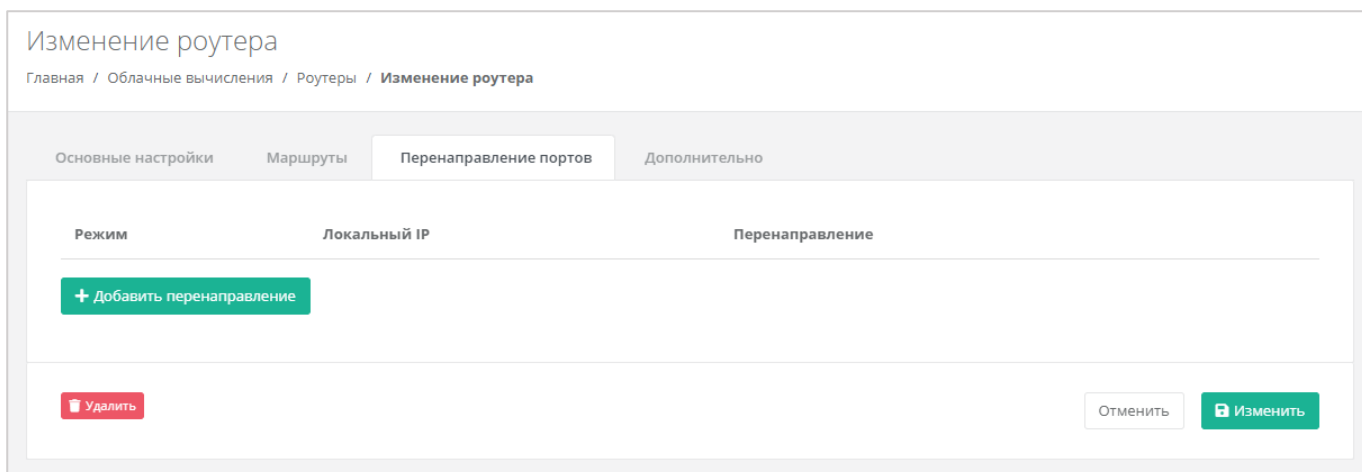 Изменение роутера
Главная / Облачные вычисления / Роутеры / Изменение роутера
Основные настройки Маршруты Перенаправление портов Дополнительно
Режим Локальный IP Перенаправление
+ Добавить перенаправление
Удалить Отменить Изменить